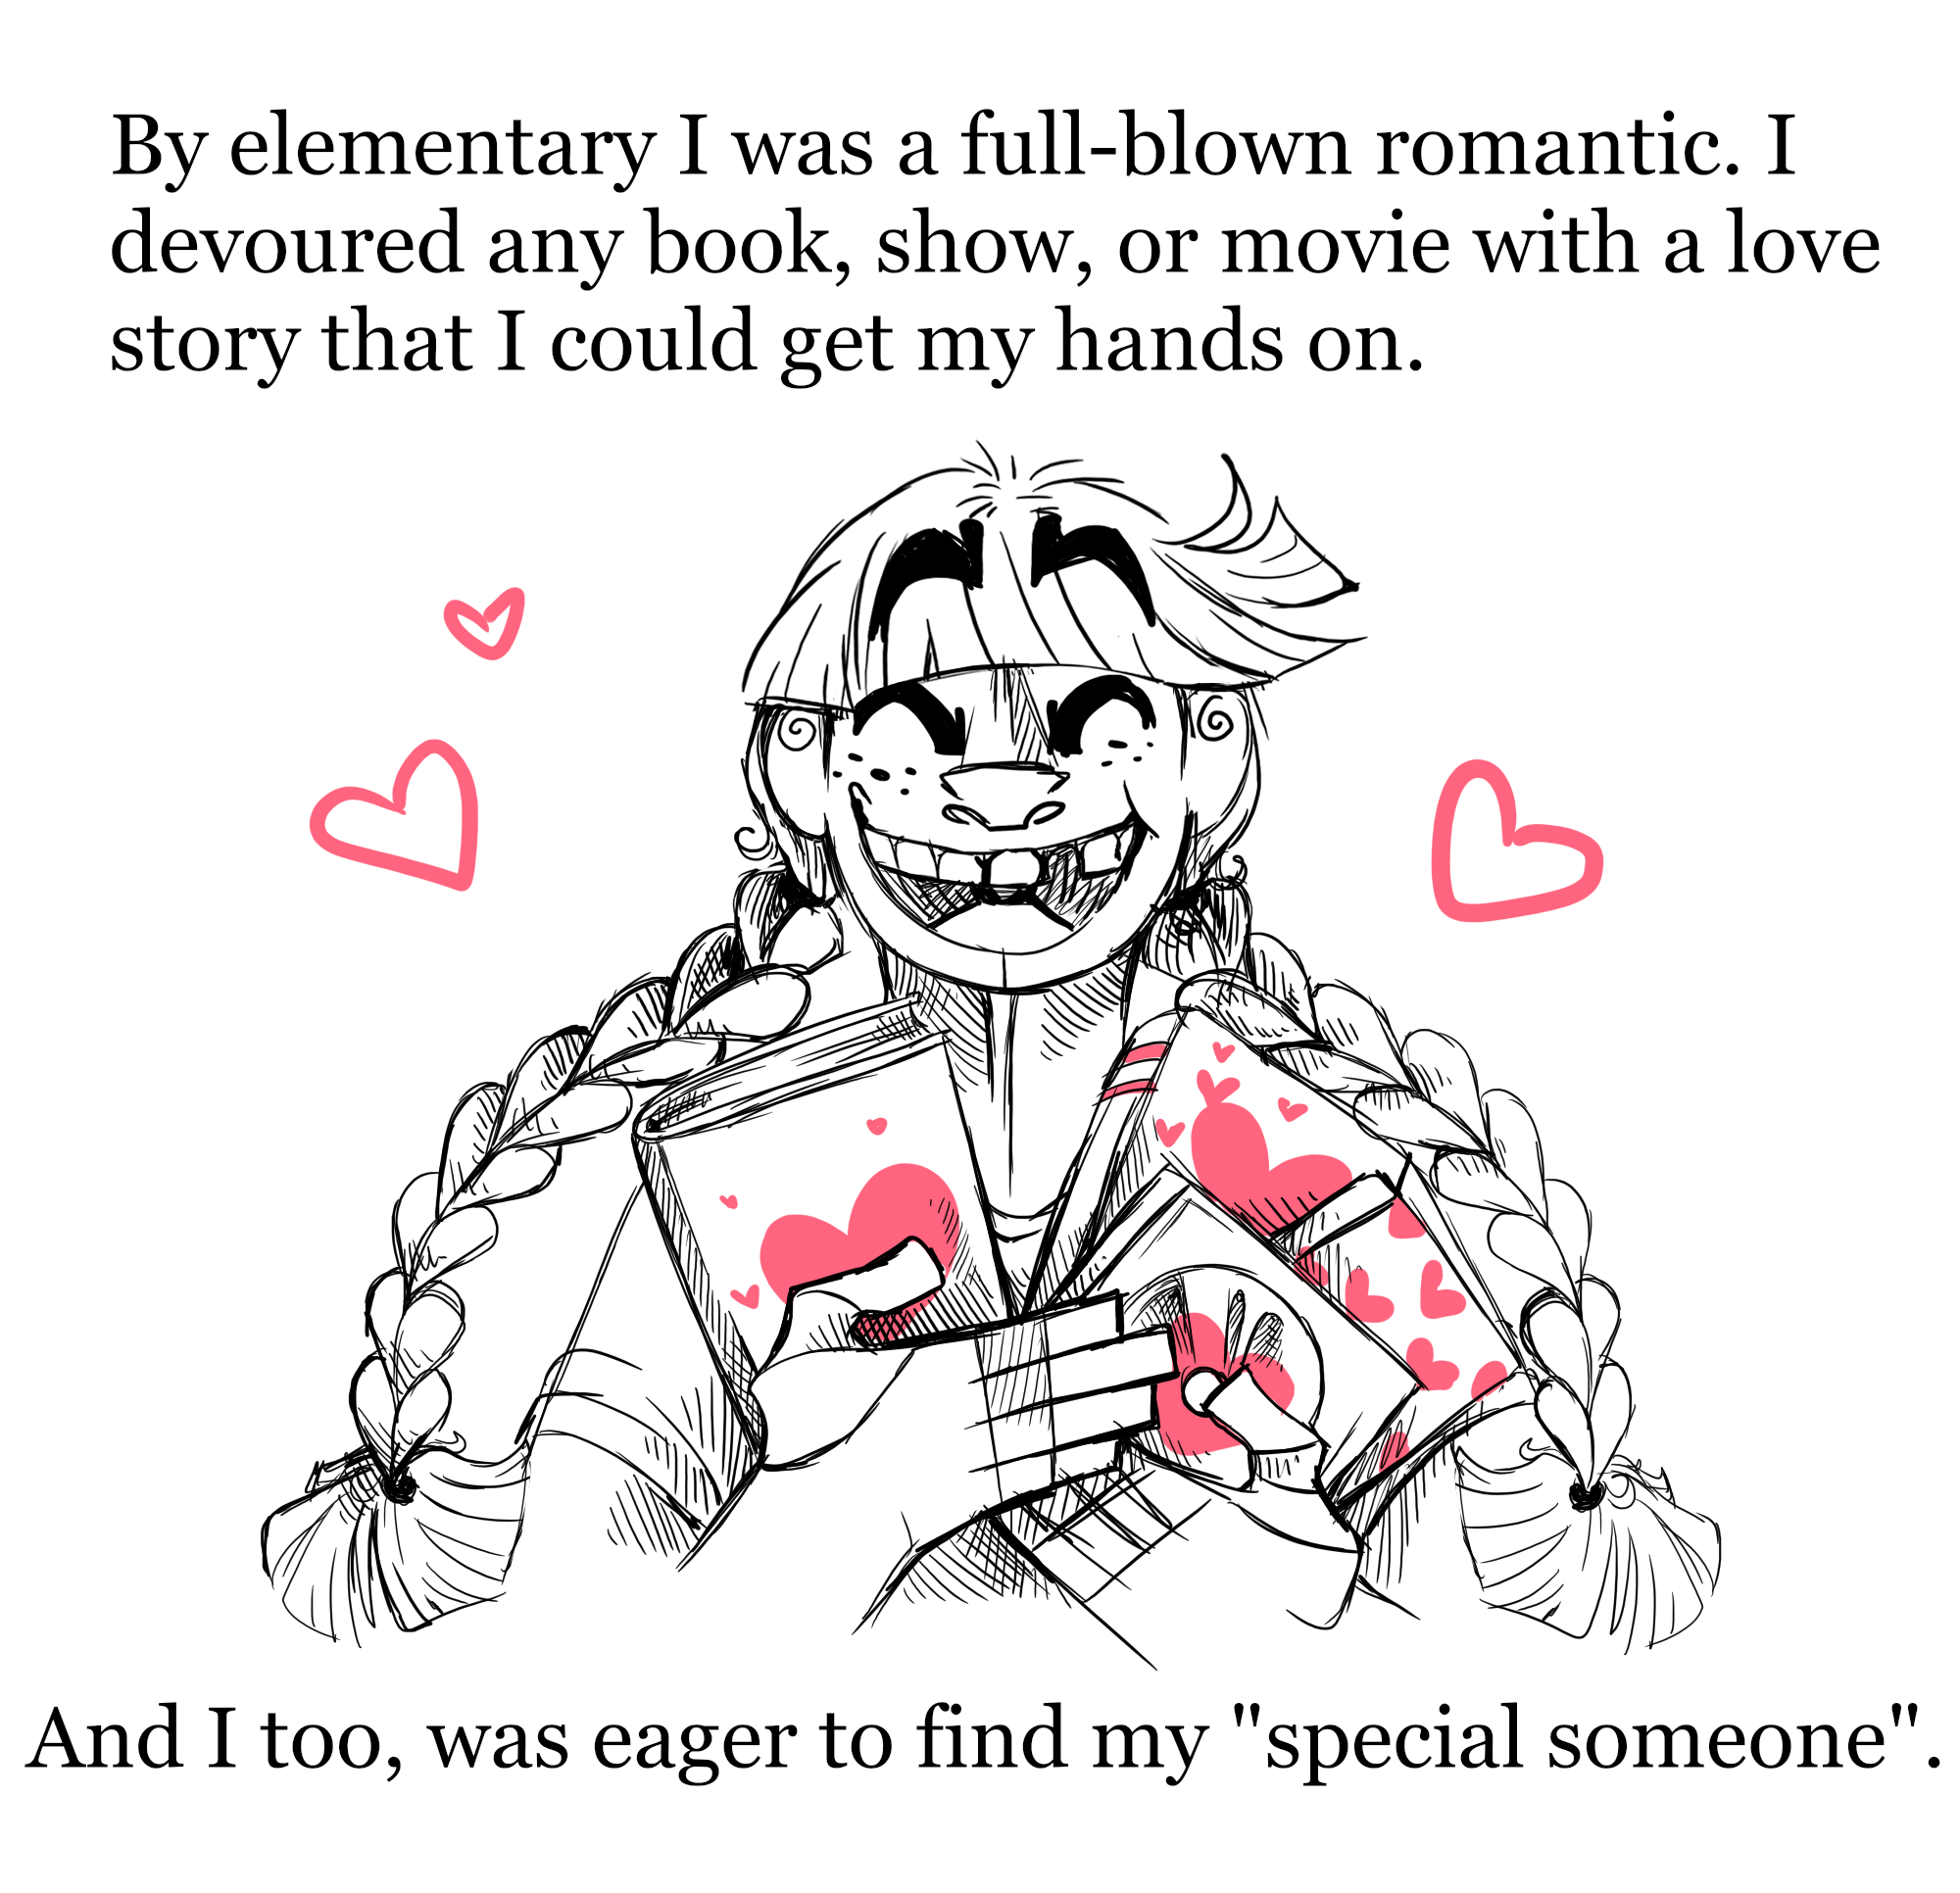 By elementary I was a full-blown romantic. I
devoured any book, show, or movie with a love
story that I could get my hands on.
And I too, was eager to find my "special someone".